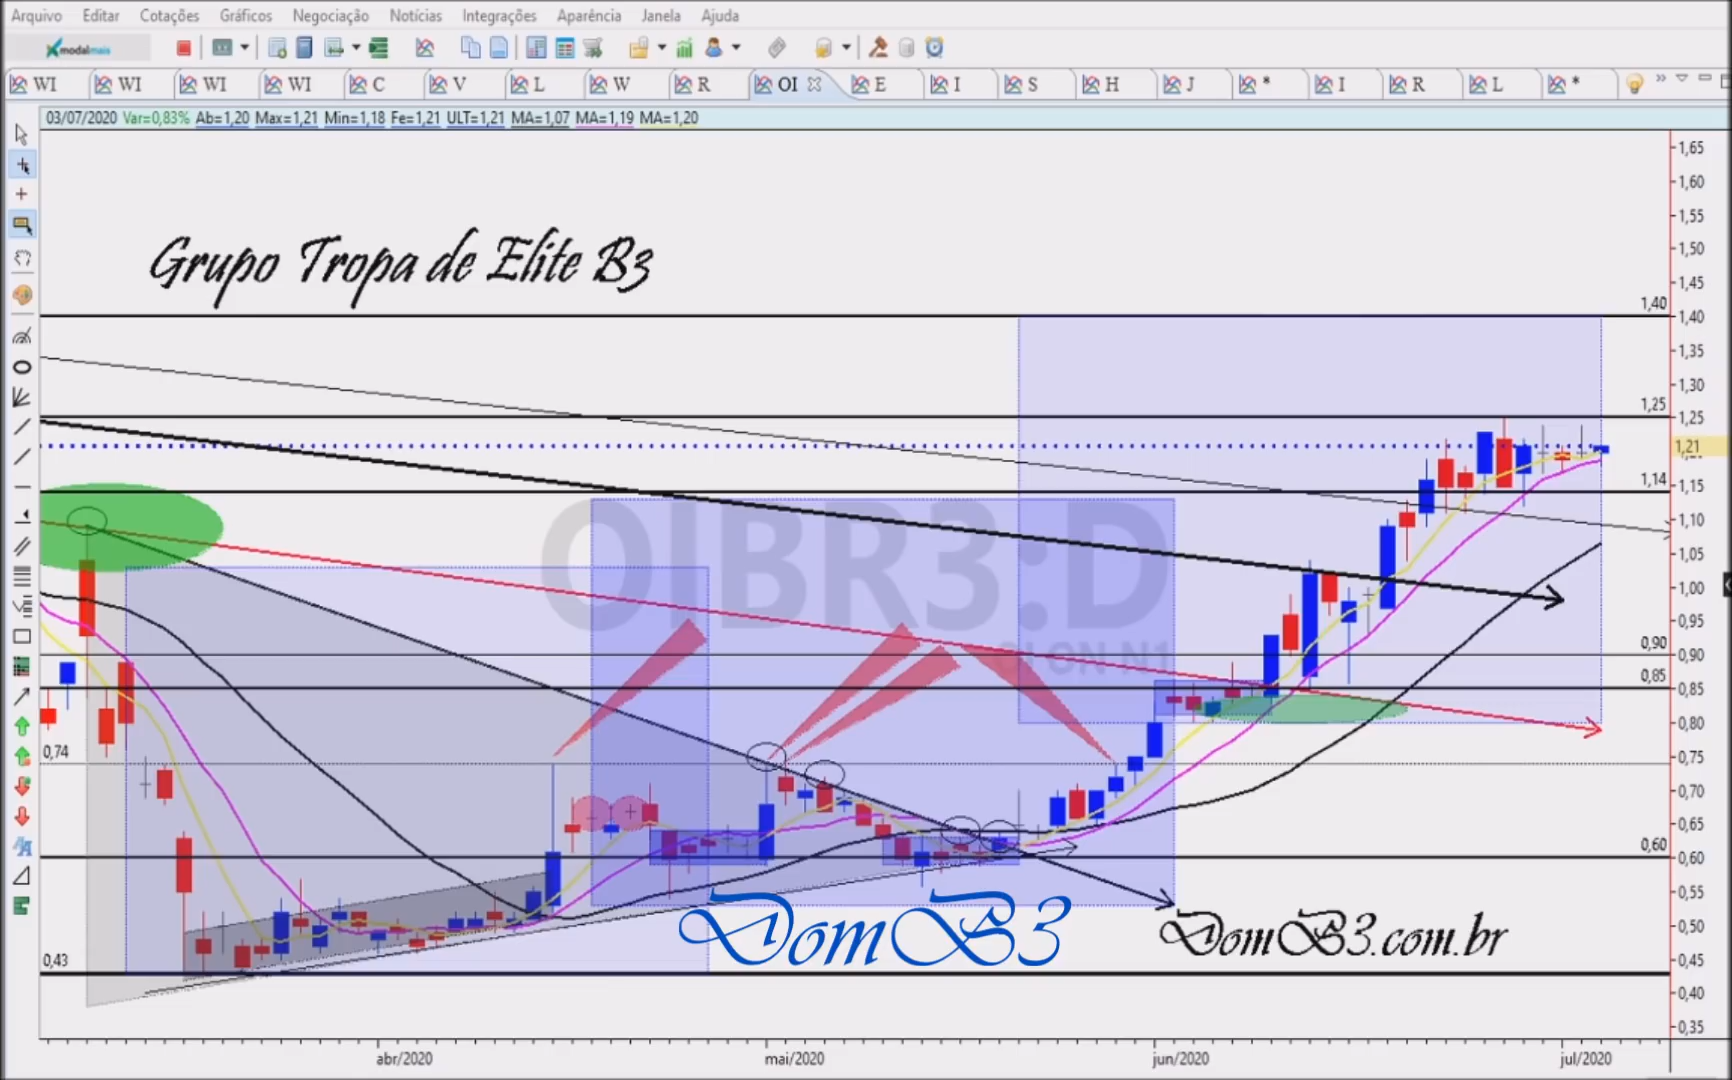 Arquivo Editar Cotações Gráficos Negociação Notícias Integrações Aparência Janela Ajuda
modalmais
WI WI WI WI C V L W R OI E I S H J * I R L *
03/07/2020 Var=0,83% Ab=1,20 Max=1,21 Min=1,18 Fe=1,21 ULT=1,21 MA=1,07 MA=1,19 MA=1,20
1,65
1,60
1,55
Grupo Tropa de Elite B3
1,50
1,45
1,40 1,40
1,35
1,30
1,25 1,25
1,21
1,14 1,15
OIBR3:D
1,10
1,05
1,00
0,95
OI ON N1
0,90 0,90
0,85 0,85
0,80
0,74 0,75
0,70
0,65
0,60 0,60
0,55
DomB3
DomB3.com.br
0,50
0,43 0,45
0,40
0,35
abr/2020 mai/2020 jun/2020 jul/2020